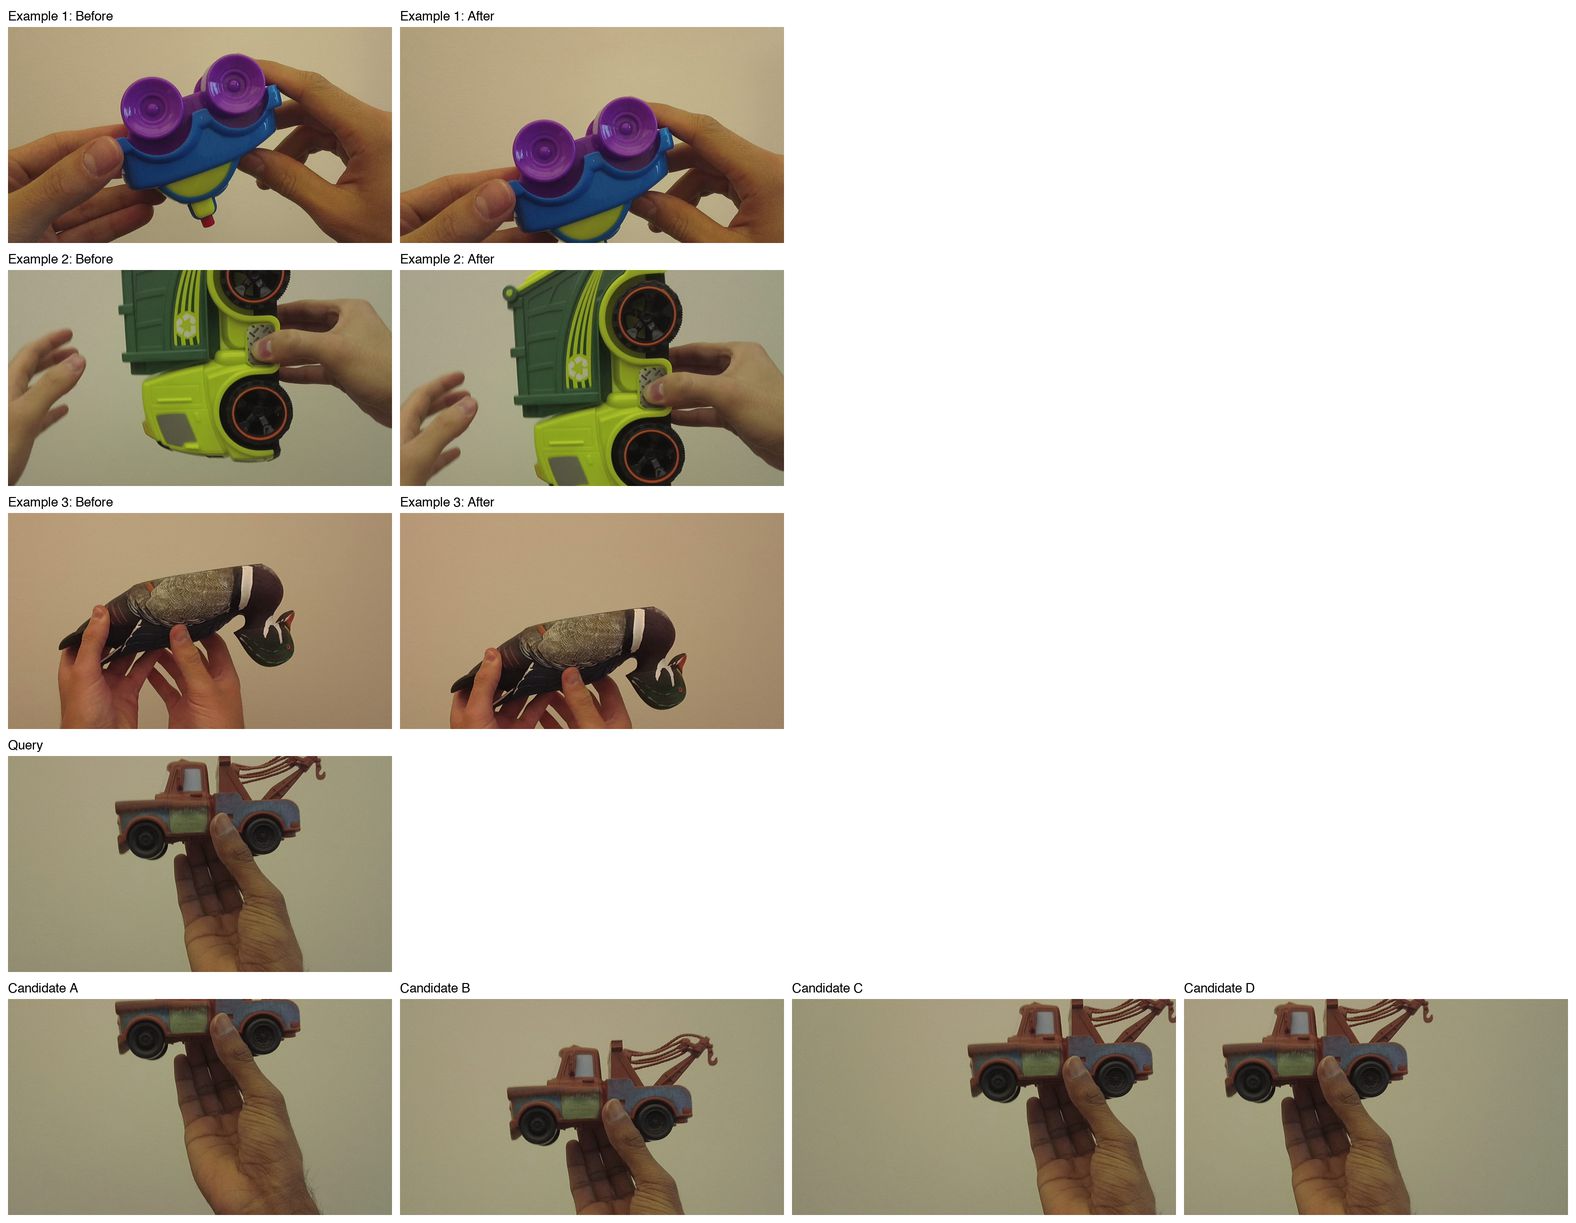 Example 1: Before
Example 1: After
Example 2: Before
Example 2: After
Example 3: Before
Example 3: After
Query
Candidate A
Candidate B
Candidate C
Candidate D